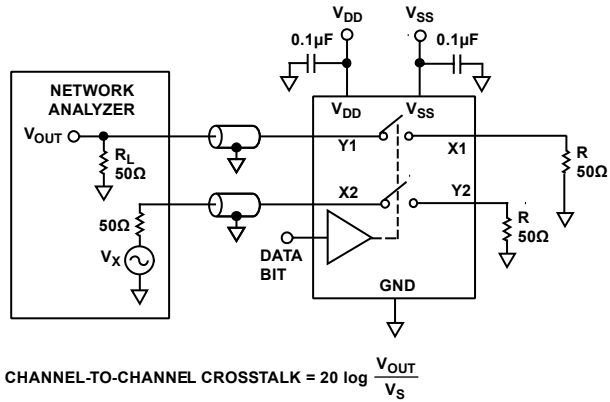 VDD
VSS
0.1µF
0.1µF
NETWORK
ANALYZER
VDD
VSS
VOUT
Y1
X1
RL
50Ω
R
50Ω
X2
Y2
50Ω
R
50Ω
VX
DATA
BIT
GND
CHANNEL-TO-CHANNEL CROSSTALK = 20 log VOUT
VS